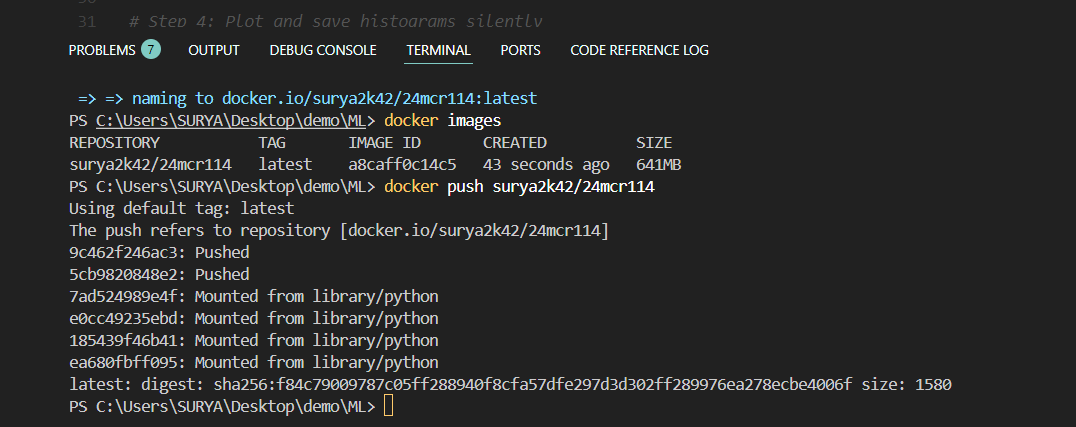 31 # Step 4: Plot and save histograms silently
PROBLEMS 7 OUTPUT DEBUG CONSOLE TERMINAL PORTS CODE REFERENCE LOG
=> => naming to docker.io/surya2k42/24mcr114:latest
PS C:\Users\SURYA\Desktop\demo\ML> docker images
REPOSITORY TAG IMAGE ID CREATED SIZE
surya2k42/24mcr114 latest a8caff0c14c5 43 seconds ago 641MB
PS C:\Users\SURYA\Desktop\demo\ML> docker push surya2k42/24mcr114
Using default tag: latest
The push refers to repository [docker.io/surya2k42/24mcr114]
9c462f246ac3: Pushed
5cb9820848e2: Pushed
7ad524989e4f: Mounted from library/python
e0cc49235ebd: Mounted from library/python
185439f46b41: Mounted from library/python
ea680fbff095: Mounted from library/python
latest: digest: sha256:f84c79009787c05ff288940f8cfa57dfe297d3d302ff289976ea278ecbe4006f size: 1580
PS C:\Users\SURYA\Desktop\demo\ML>